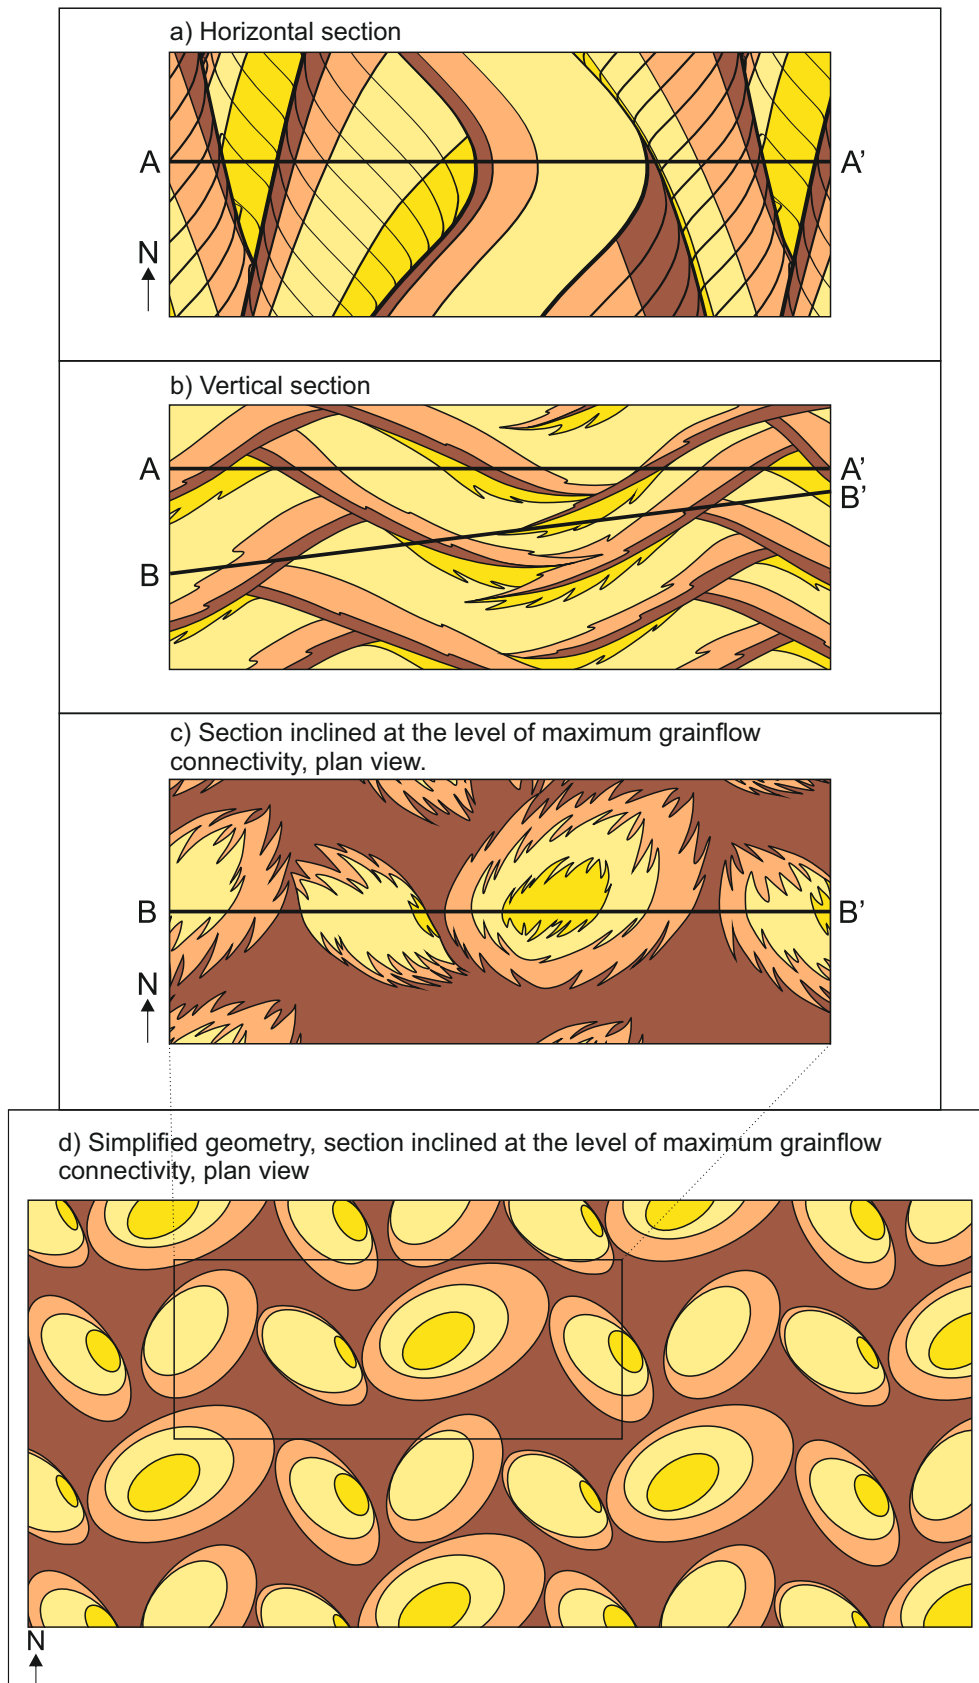 a) Horizontal section
A
A’
N
b) Vertical section
A
A’
B’
B
c) Section inclined at the level of maximum grainflow
connectivity, plan view.
B
B’
N
d) Simplified geometry, section inclined at the level of maximum grainflow
connectivity, plan view
N